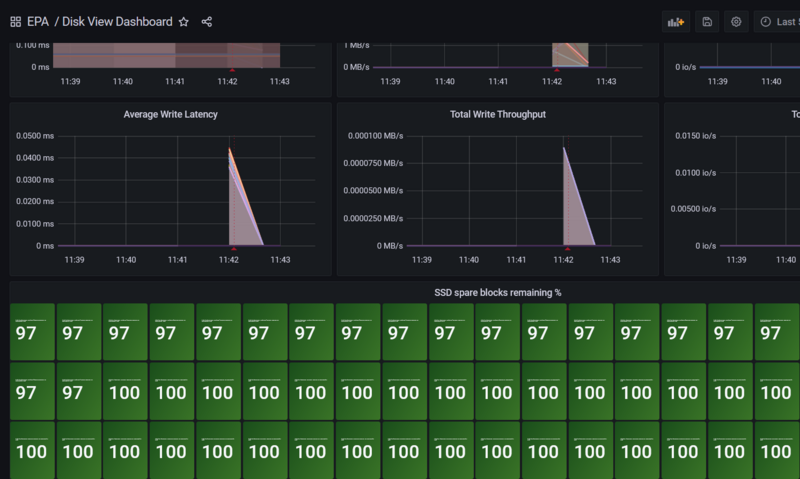 EPA / Disk View Dashboard
Last S
0.100 ms
0 ms
11:39 11:40 11:41 11:42 11:43
1 MB/s
0 MB/s
11:39 11:40 11:41 11:42 11:43
0 io/s
11:39 11:40
Average Write Latency
0.0500 ms
0.0400 ms
0.0300 ms
0.0200 ms
0.0100 ms
0 ms
11:39 11:40 11:41 11:42 11:43
Total Write Throughput
0.000100 MB/s
0.0000750 MB/s
0.0000500 MB/s
0.0000250 MB/s
0 MB/s
11:39 11:40 11:41 11:42 11:43
To
0.0150 io/s
0.0100 io/s
0.00500 io/s
0 io/s
11:39 11:40
SSD spare blocks remaining %
97 97 97 97 97 97 97 97 97 97 97 97 97 97 97 97 97
97 97 100 100 100 100 100 100 100 100 100 100 100 100 100 100 100
100 100 100 100 100 100 100 100 100 100 100 100 100 100 100 100 100